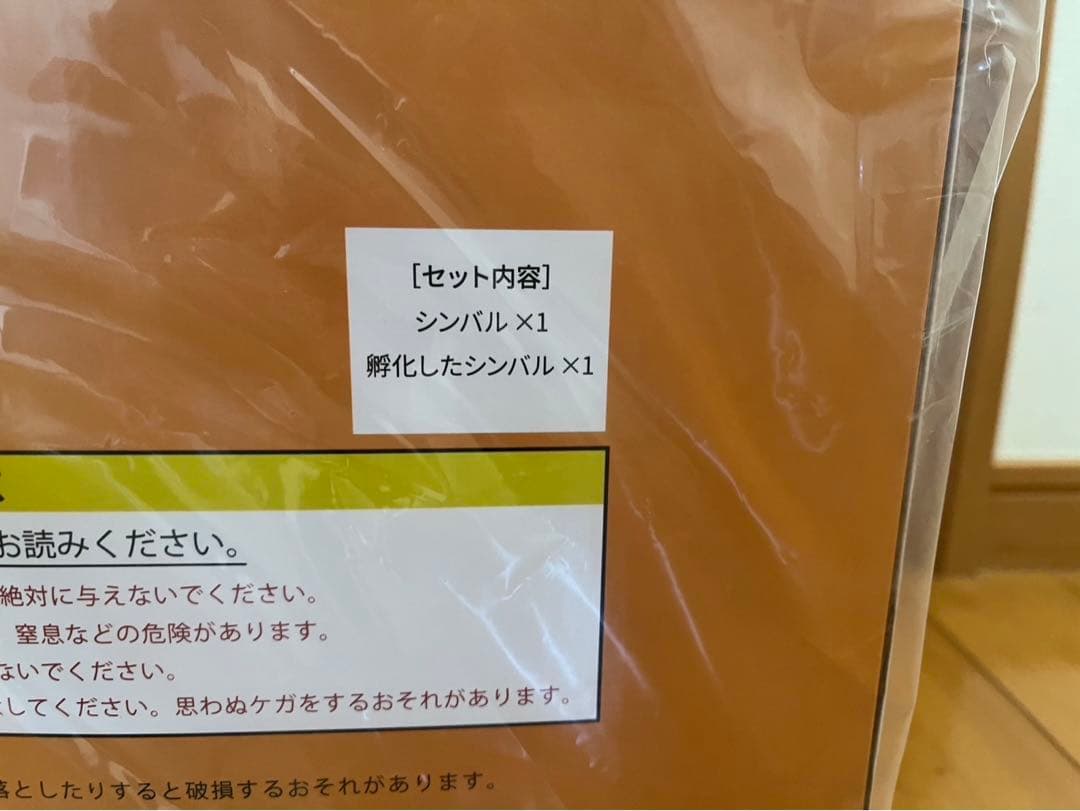 [セット内容]
シンバル ×1
孵化したシンバル ×1
お読みください。
絶対に与えないでください。
窒息などの危険があります。
ないでください。
してください。思わぬケガをするおそれがあります。
落としたりすると破損するおそれがあります。